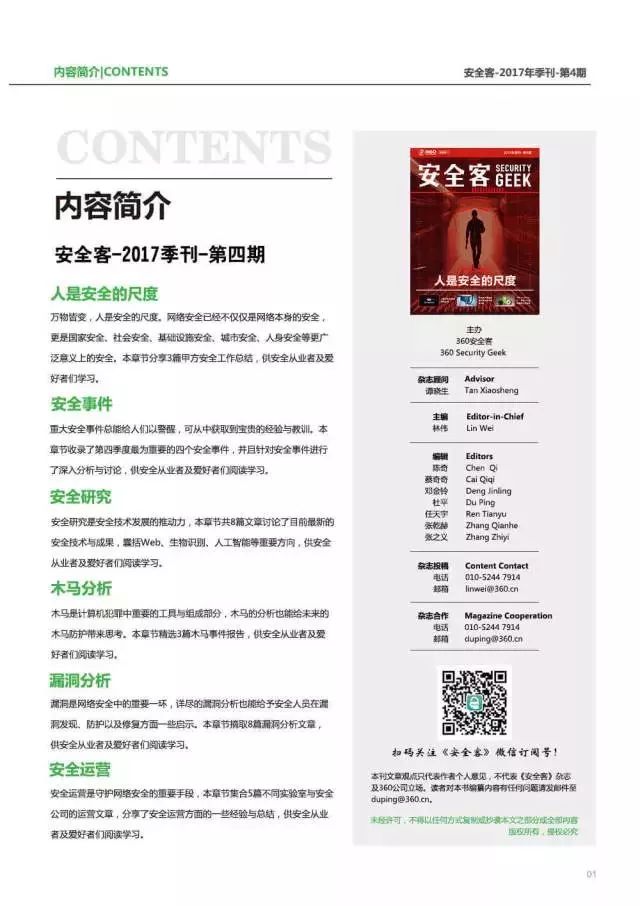 内容简介|CONTENTS
安全客-2017年季刊-第4期
CONTENTS
内容简介
安全客-2017季刊-第四期
人是安全的尺度
万物皆变，人是安全的尺度。网络安全已经不仅仅是网络本身的安全，
更是国家安全、社会安全、基础设施安全、城市安全、人身安全等更广
泛意义上的安全。本章节分享3篇甲方安全工作总结，供安全从业者及爱
好者们学习。
安全事件
重大安全事件总能给人们以警醒，可从中获取到宝贵的经验与教训。本章
节收录了第四季度最为重要的四个安全事件，并且针对安全事件进行
了深入分析与讨论，供安全从业者及爱好者们阅读学习。
安全研究
安全研究是安全技术发展的推动力，本章节共8篇文章讨论了目前最新的
安全技术与成果，囊括Web、生物识别、人工智能等重要方向，供安全
从业者及爱好者们阅读学习。
木马分析
木马是计算机犯罪中重要的工具与组成部分，木马的分析也能给未来的
木马防护带来思考。本章节精选3篇木马事件报告，供安全从业者及爱
好者们阅读学习。
漏洞分析
漏洞是网络安全中的重要一环，详尽的漏洞分析也能给予安全人员在漏
洞发现、防护以及修复方面一些启示。本章节摘取8篇漏洞分析文章，
供安全从业者及爱好者们阅读学习。
安全运营
安全运营是守护网络安全的重要手段，本章节集合5篇不同实验室与安全
公司的运营文章，分享了安全运营方面的一些经验与总结，供安全从业
者及爱好者们阅读学习。
安全客 SECURITY GEEK
人是安全的尺度
主办
360安全客
360 Security Geek
杂志顾问 Advisor
谭晓生 Tan Xiaosheng
主编 Editor-in-Chief
林伟 Lin Wei
编辑 Editors
陈奇 Chen Qi
蔡奇奇 Cai Qiqi
邓金铃 Deng Jinling
杜平 Du Ping
任天宇 Ren Tianyu
张乾赫 Zhang Qianhe
张之义 Zhang Zhiyi
杂志投稿 Content Contact
电话 010-5244 7914
邮箱 linwei@360.cn
杂志合作 Magazine Cooperation
电话 010-5244 7914
邮箱 duping@360.cn
扫码关注《安全客》微信订阅号！
本刊文章观点只代表作者个人意见，不代表《安全客》杂志
及360公司立场。读者对本书编纂内容有任何问题请发邮件至
duping@360.cn。
未经许可，不得以任何方式复制或抄袭本文之部分或全部内容
版权所有，侵权必究
01